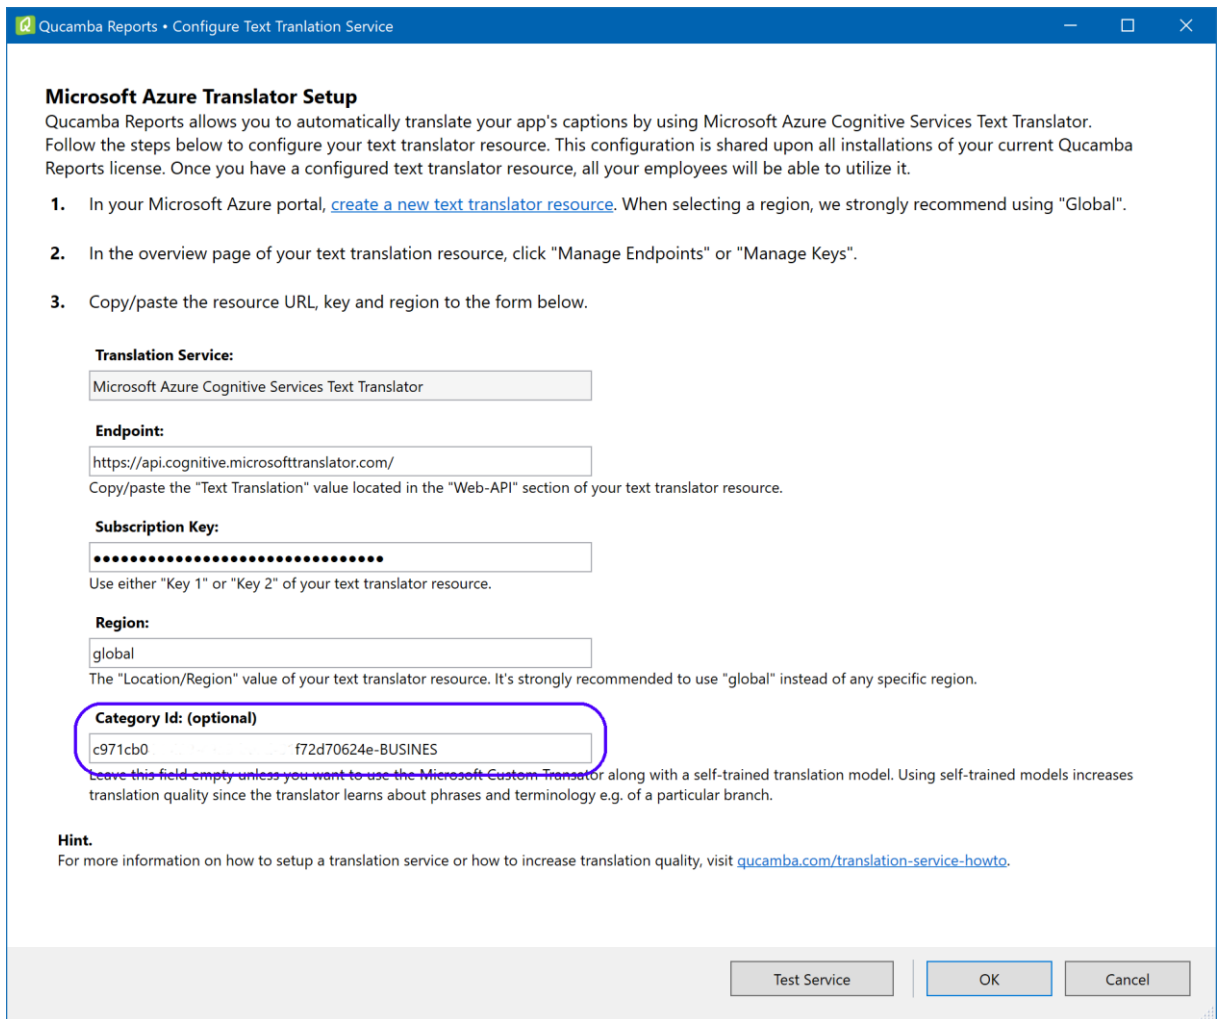 Qucamba Reports • Configure Text Tranlation Service
Microsoft Azure Translator Setup
Qucamba Reports allows you to automatically translate your app's captions by using Microsoft Azure Cognitive Services Text Translator.
Follow the steps below to configure your text translator resource. This configuration is shared upon all installations of your current Qucamba
Reports license. Once you have a configured text translator resource, all your employees will be able to utilize it.
1. In your Microsoft Azure portal, create a new text translator resource. When selecting a region, we strongly recommend using "Global".
2. In the overview page of your text translation resource, click "Manage Endpoints" or "Manage Keys".
3. Copy/paste the resource URL, key and region to the form below.
Translation Service:
Microsoft Azure Cognitive Services Text Translator
Endpoint:
https://api.cognitive.microsofttranslator.com/
Copy/paste the "Text Translation" value located in the "Web-API" section of your text translator resource.
Subscription Key:
••••••••••••••••••••••••••••••••
Use either "Key 1" or "Key 2" of your text translator resource.
Region:
global
The "Location/Region" value of your text translator resource. It's strongly recommended to use "global" instead of any specific region.
Category Id: (optional)
c971cb0 f72d70624e-BUSINES
Leave this field empty unless you want to use the Microsoft Custom Transator along with a self-trained translation model. Using self-trained models increases
translation quality since the translator learns about phrases and terminology e.g. of a particular branch.
Hint.
For more information on how to setup a translation service or how to increase translation quality, visit qucamba.com/translation-service-howto.
Test Service OK Cancel